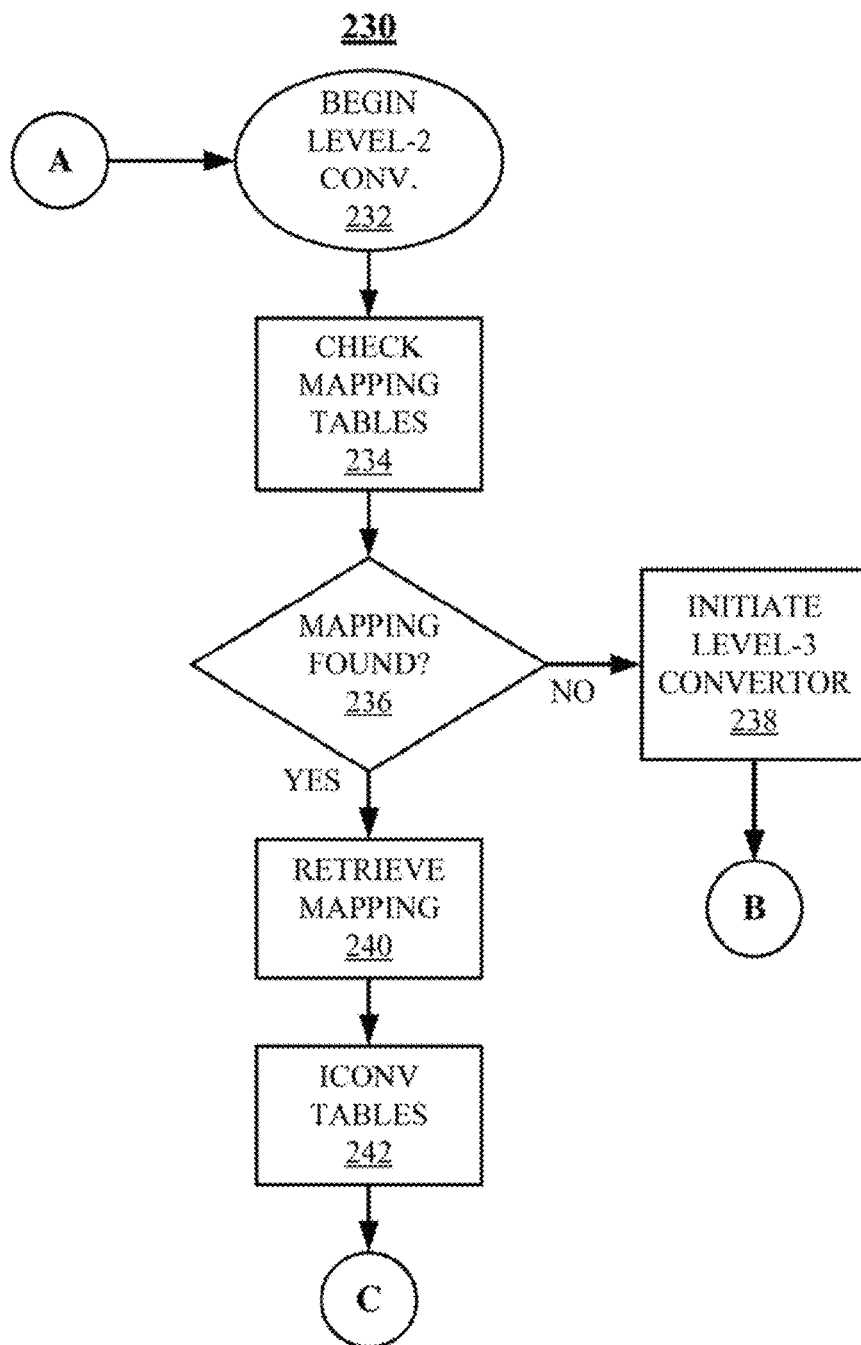 230
A
BEGIN
LEVEL-2
CONV.
232
CHECK
MAPPING
TABLES
234
MAPPING
FOUND?
236
NO
INITIATE
LEVEL-3
CONVERTOR
238
YES
RETRIEVE
MAPPING
240
B
ICONV
TABLES
242
C